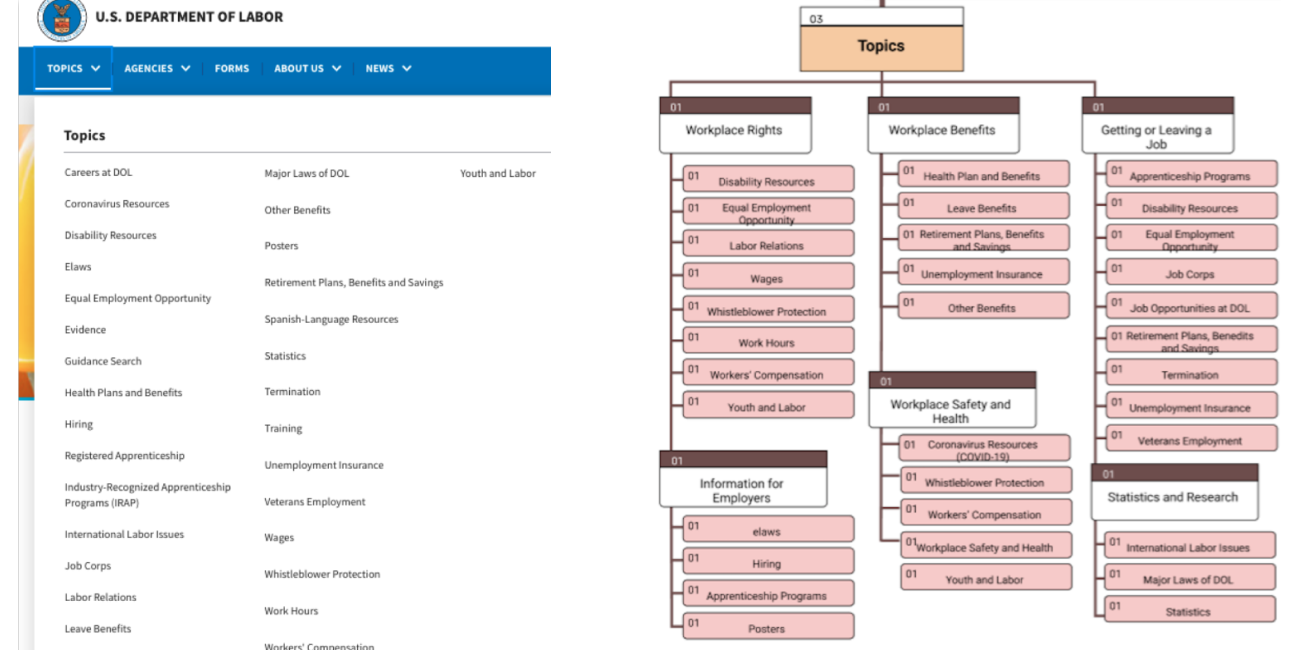 U.S. DEPARTMENT OF LABOR
TOPICS
AGENCIES
FORMS
ABOUT US
NEWS
Topics
Careers at DOL
Coronavirus Resources
Disability Resources
Elaws
Equal Employment Opportunity
Evidence
Guidance Search
Health Plans and Benefits
Hiring
Registered Apprenticeship
Industry-Recognized Apprenticeship
Programs (IRAP)
International Labor Issues
Job Corps
Labor Relations
Leave Benefits
Major Laws of DOL
Other Benefits
Posters
Retirement Plans, Benefits and Savings
Spanish-Language Resources
Statistics
Termination
Training
Unemployment Insurance
Veterans Employment
Wages
Whistleblower Protection
Work Hours
Workers' Compensation
Youth and Labor
03
Topics
01
Workplace Rights
01
Disability Resources
01
Equal Employment
Opportunity
01
Labor Relations
01
Wages
01
Whistleblower Protection
01
Work Hours
01
Workers' Compensation
01
Youth and Labor
01
Information for
Employers
01
elaws
01
Hiring
01
Apprenticeship Programs
01
Posters
01
Workplace Benefits
01
Health Plan and Benefits
01
Leave Benefits
01
Retirement Plans, Benefits
and Savings
01
Unemployment Insurance
01
Other Benefits
01
Workplace Safety and
Health
01
Coronavirus Resources
(COVID-19)
01
Whistleblower Protection
01
Workers' Compensation
01
Workplace Safety and Health
01
Youth and Labor
01
Getting or Leaving a
Job
01
Apprenticeship Programs
01
Disability Resources
01
Equal Employment
Opportunity
01
Job Corps
01
Job Opportunities at DOL
01
Retirement Plans, Benedits
and Savings
01
Termination
01
Unemployment Insurance
01
Veterans Employment
01
Statistics and Research
01
International Labor Issues
01
Major Laws of DOL
01
Statistics